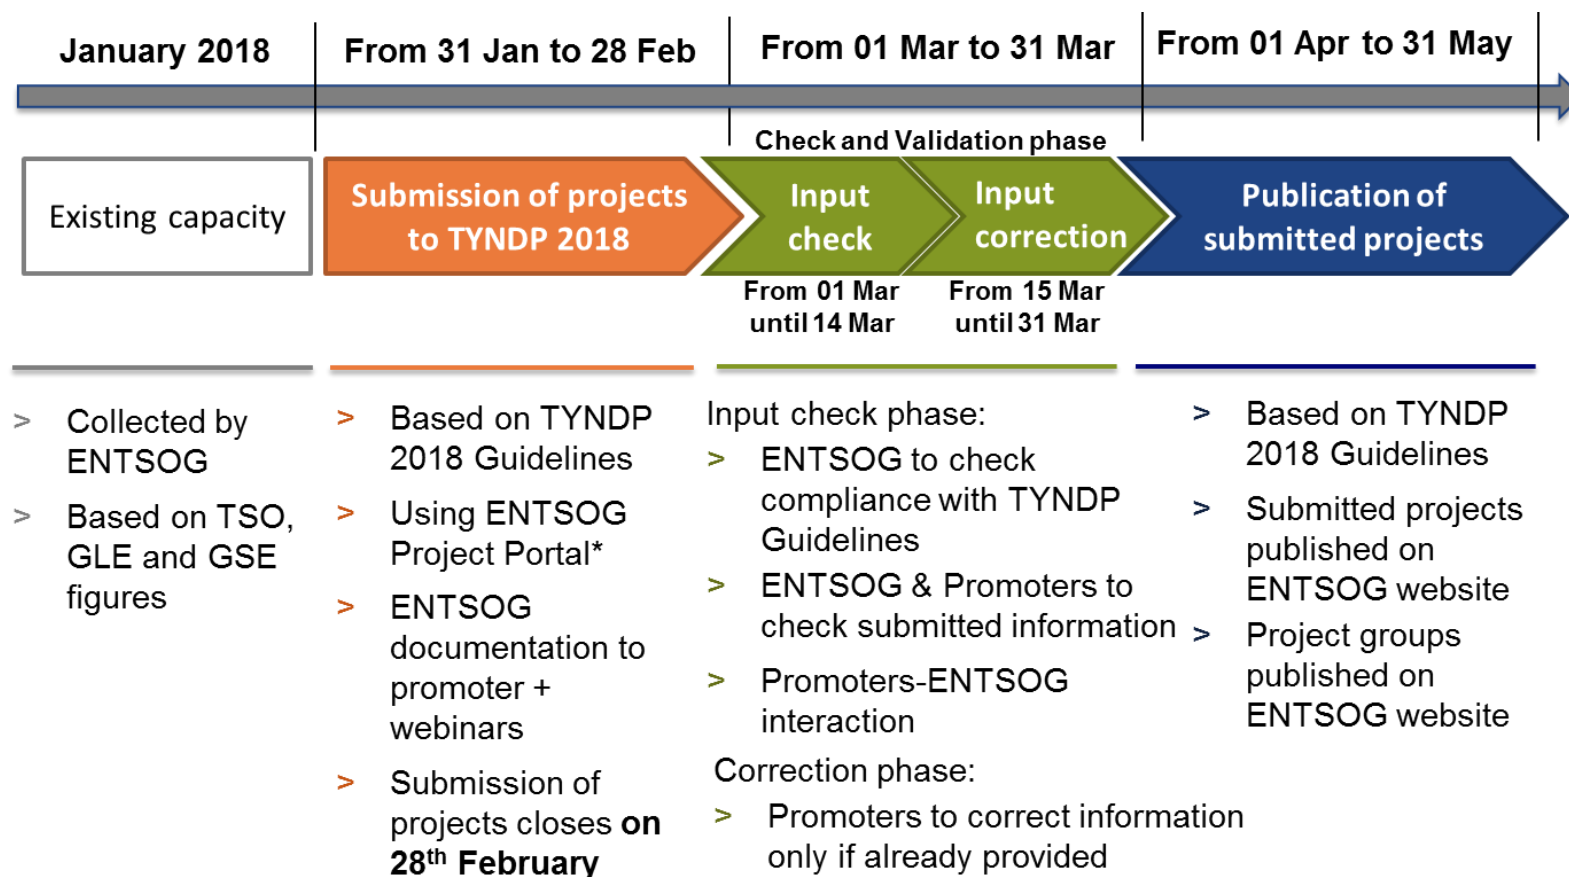 January 2018
From 31 Jan to 28 Feb
From 01 Mar to 31 Mar
From 01 Apr to 31 May
Check and Validation phase
Existing capacity
Submission of projects
to TYNDP 2018
Input
check
Input
correction
Publication of
submitted projects
From 01 Mar
until 14 Mar
From 15 Mar
until 31 Mar
> Collected by
ENTSOG
> Based on TSO,
GLE and GSE
figures
> Based on TYNDP
2018 Guidelines
> Using ENTSOG
Project Portal*
> ENTSOG
documentation to
promoter +
webinars
> Submission of
projects closes on
28th February
Input check phase:
> ENTSOG to check
compliance with TYNDP
Guidelines
> ENTSOG & Promoters to
check submitted information
> Promoters-ENTSOG
interaction
Correction phase:
> Promoters to correct information
only if already provided
> Based on TYNDP
2018 Guidelines
> Submitted projects
published on
ENTSOG website
> Project groups
published on
ENTSOG website